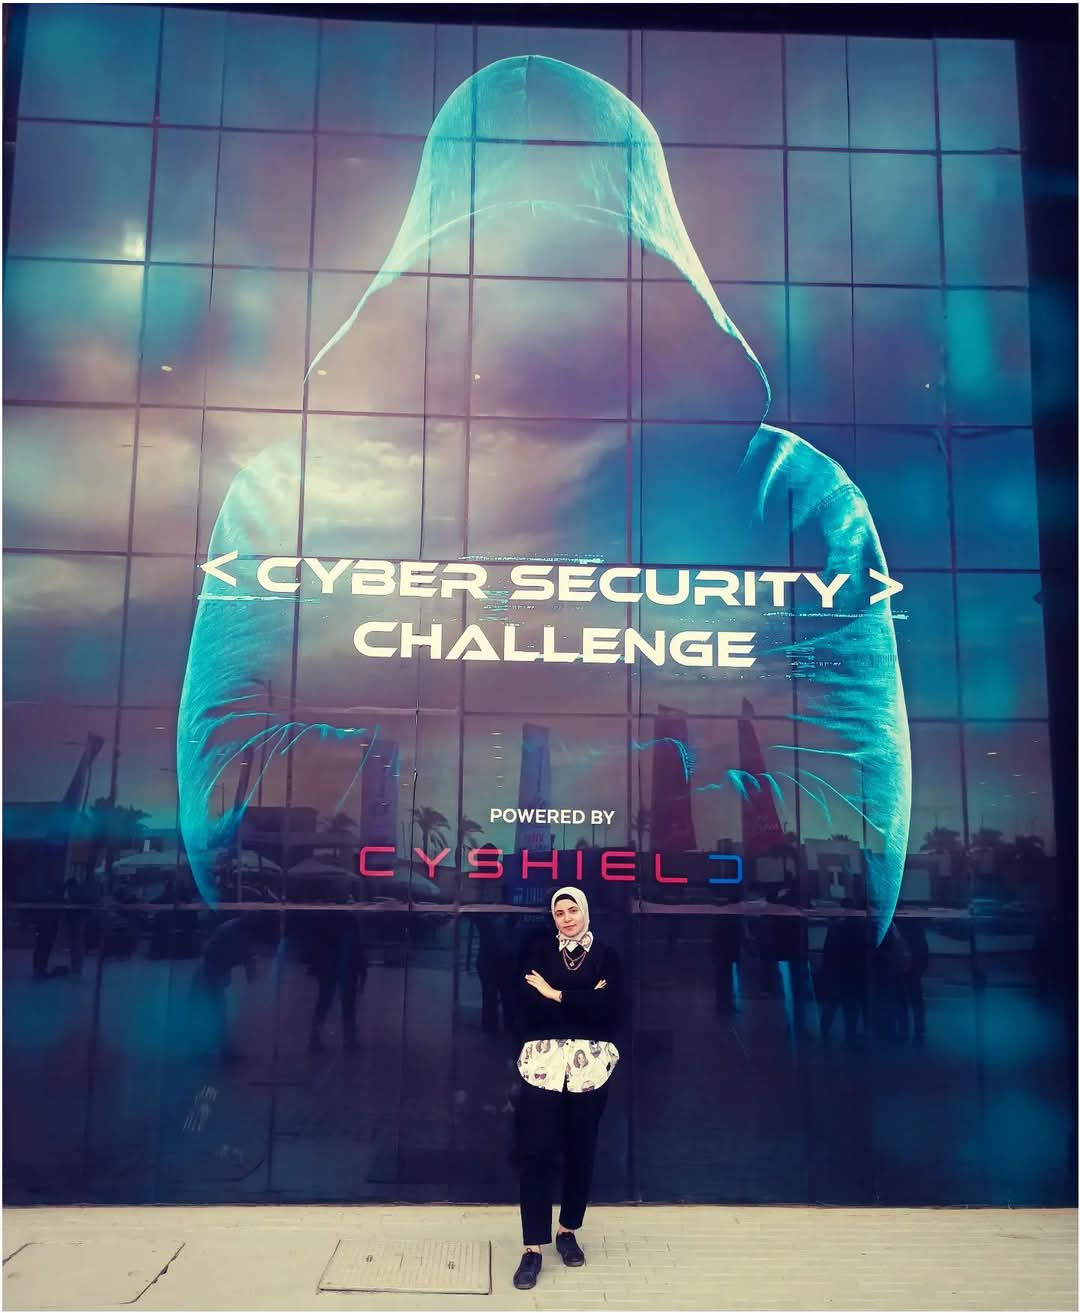 < CYBER SECURITY >
CHALLENGE
POWERED BY
CYSHIELD